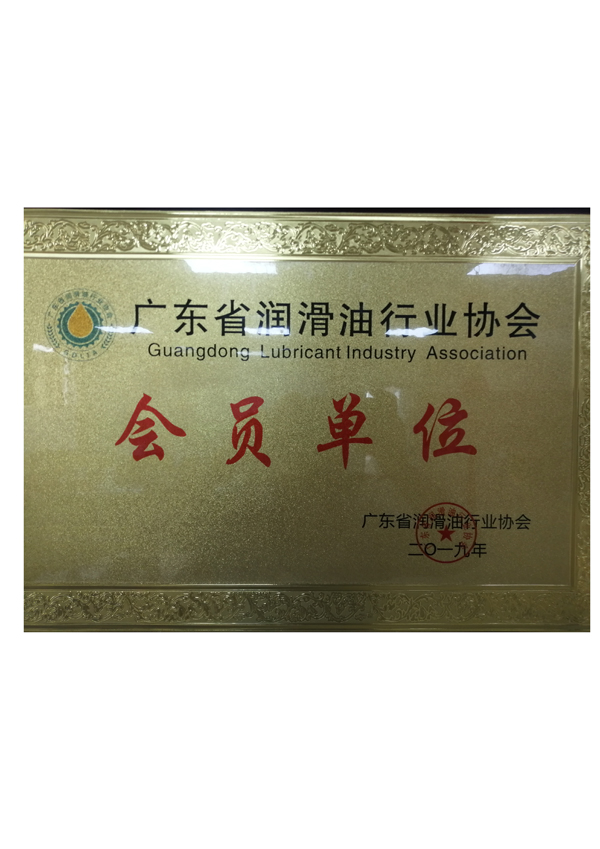 广东省润滑油行业协会
Guangdong Lubricant Industry Association
会员单位
广东省润滑油行业协会
二〇一九年